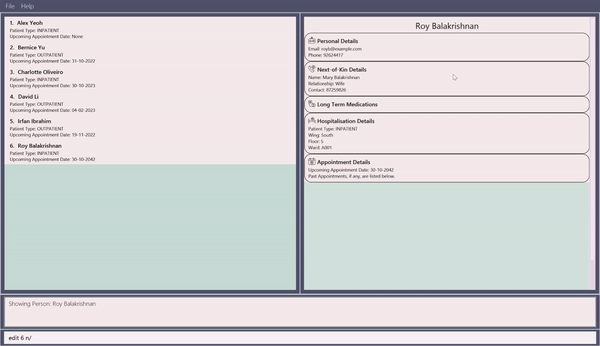 File Help
1. Alex Yeoh
Patient Type: INPATIENT
Upcoming Appointment Date: None
2. Bernice Yu
Patient Type: OUTPATIENT
Upcoming Appointment Date: 31-10-2022
3. Charlotte Oliveiro
Patient Type: INPATIENT
Upcoming Appointment Date: 30-10-2023
4. David Li
Patient Type: OUTPATIENT
Upcoming Appointment Date: 04-02-2023
5. Irfan Ibrahim
Patient Type: OUTPATIENT
Upcoming Appointment Date: 19-11-2022
6. Roy Balakrishnan
Patient Type: INPATIENT
Upcoming Appointment Date: 30-10-2042
Roy Balakrishnan
Personal Details
Email: royb@example.com
Phone: 92624417
Next-of-Kin Details
Name: Mary Balakrishnan
Relationship: Wife
Contact: 87259826
Long Term Medications
Hospitalisation Details
Patient Type: INPATIENT
Wing: South
Floor: 5
Ward: A001
Appointment Details
Upcoming Appointment Date: 30-10-2042
Past Appointments, if any, are listed below.
Showing Person: Roy Balakrishnan
edit 6 n/